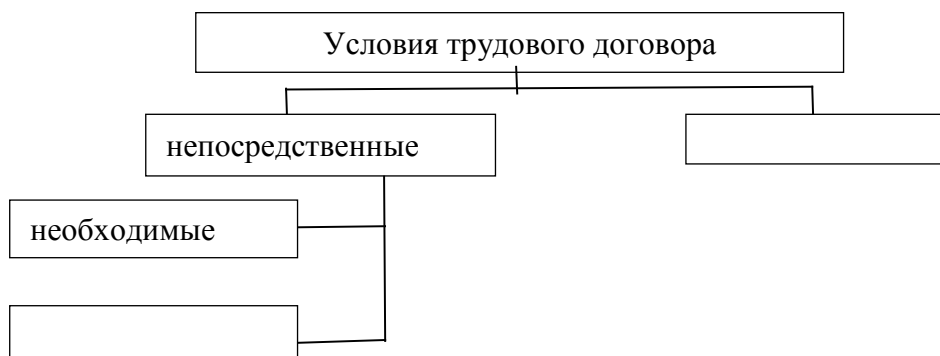 Условия трудового договора
непосредственные
необходимые